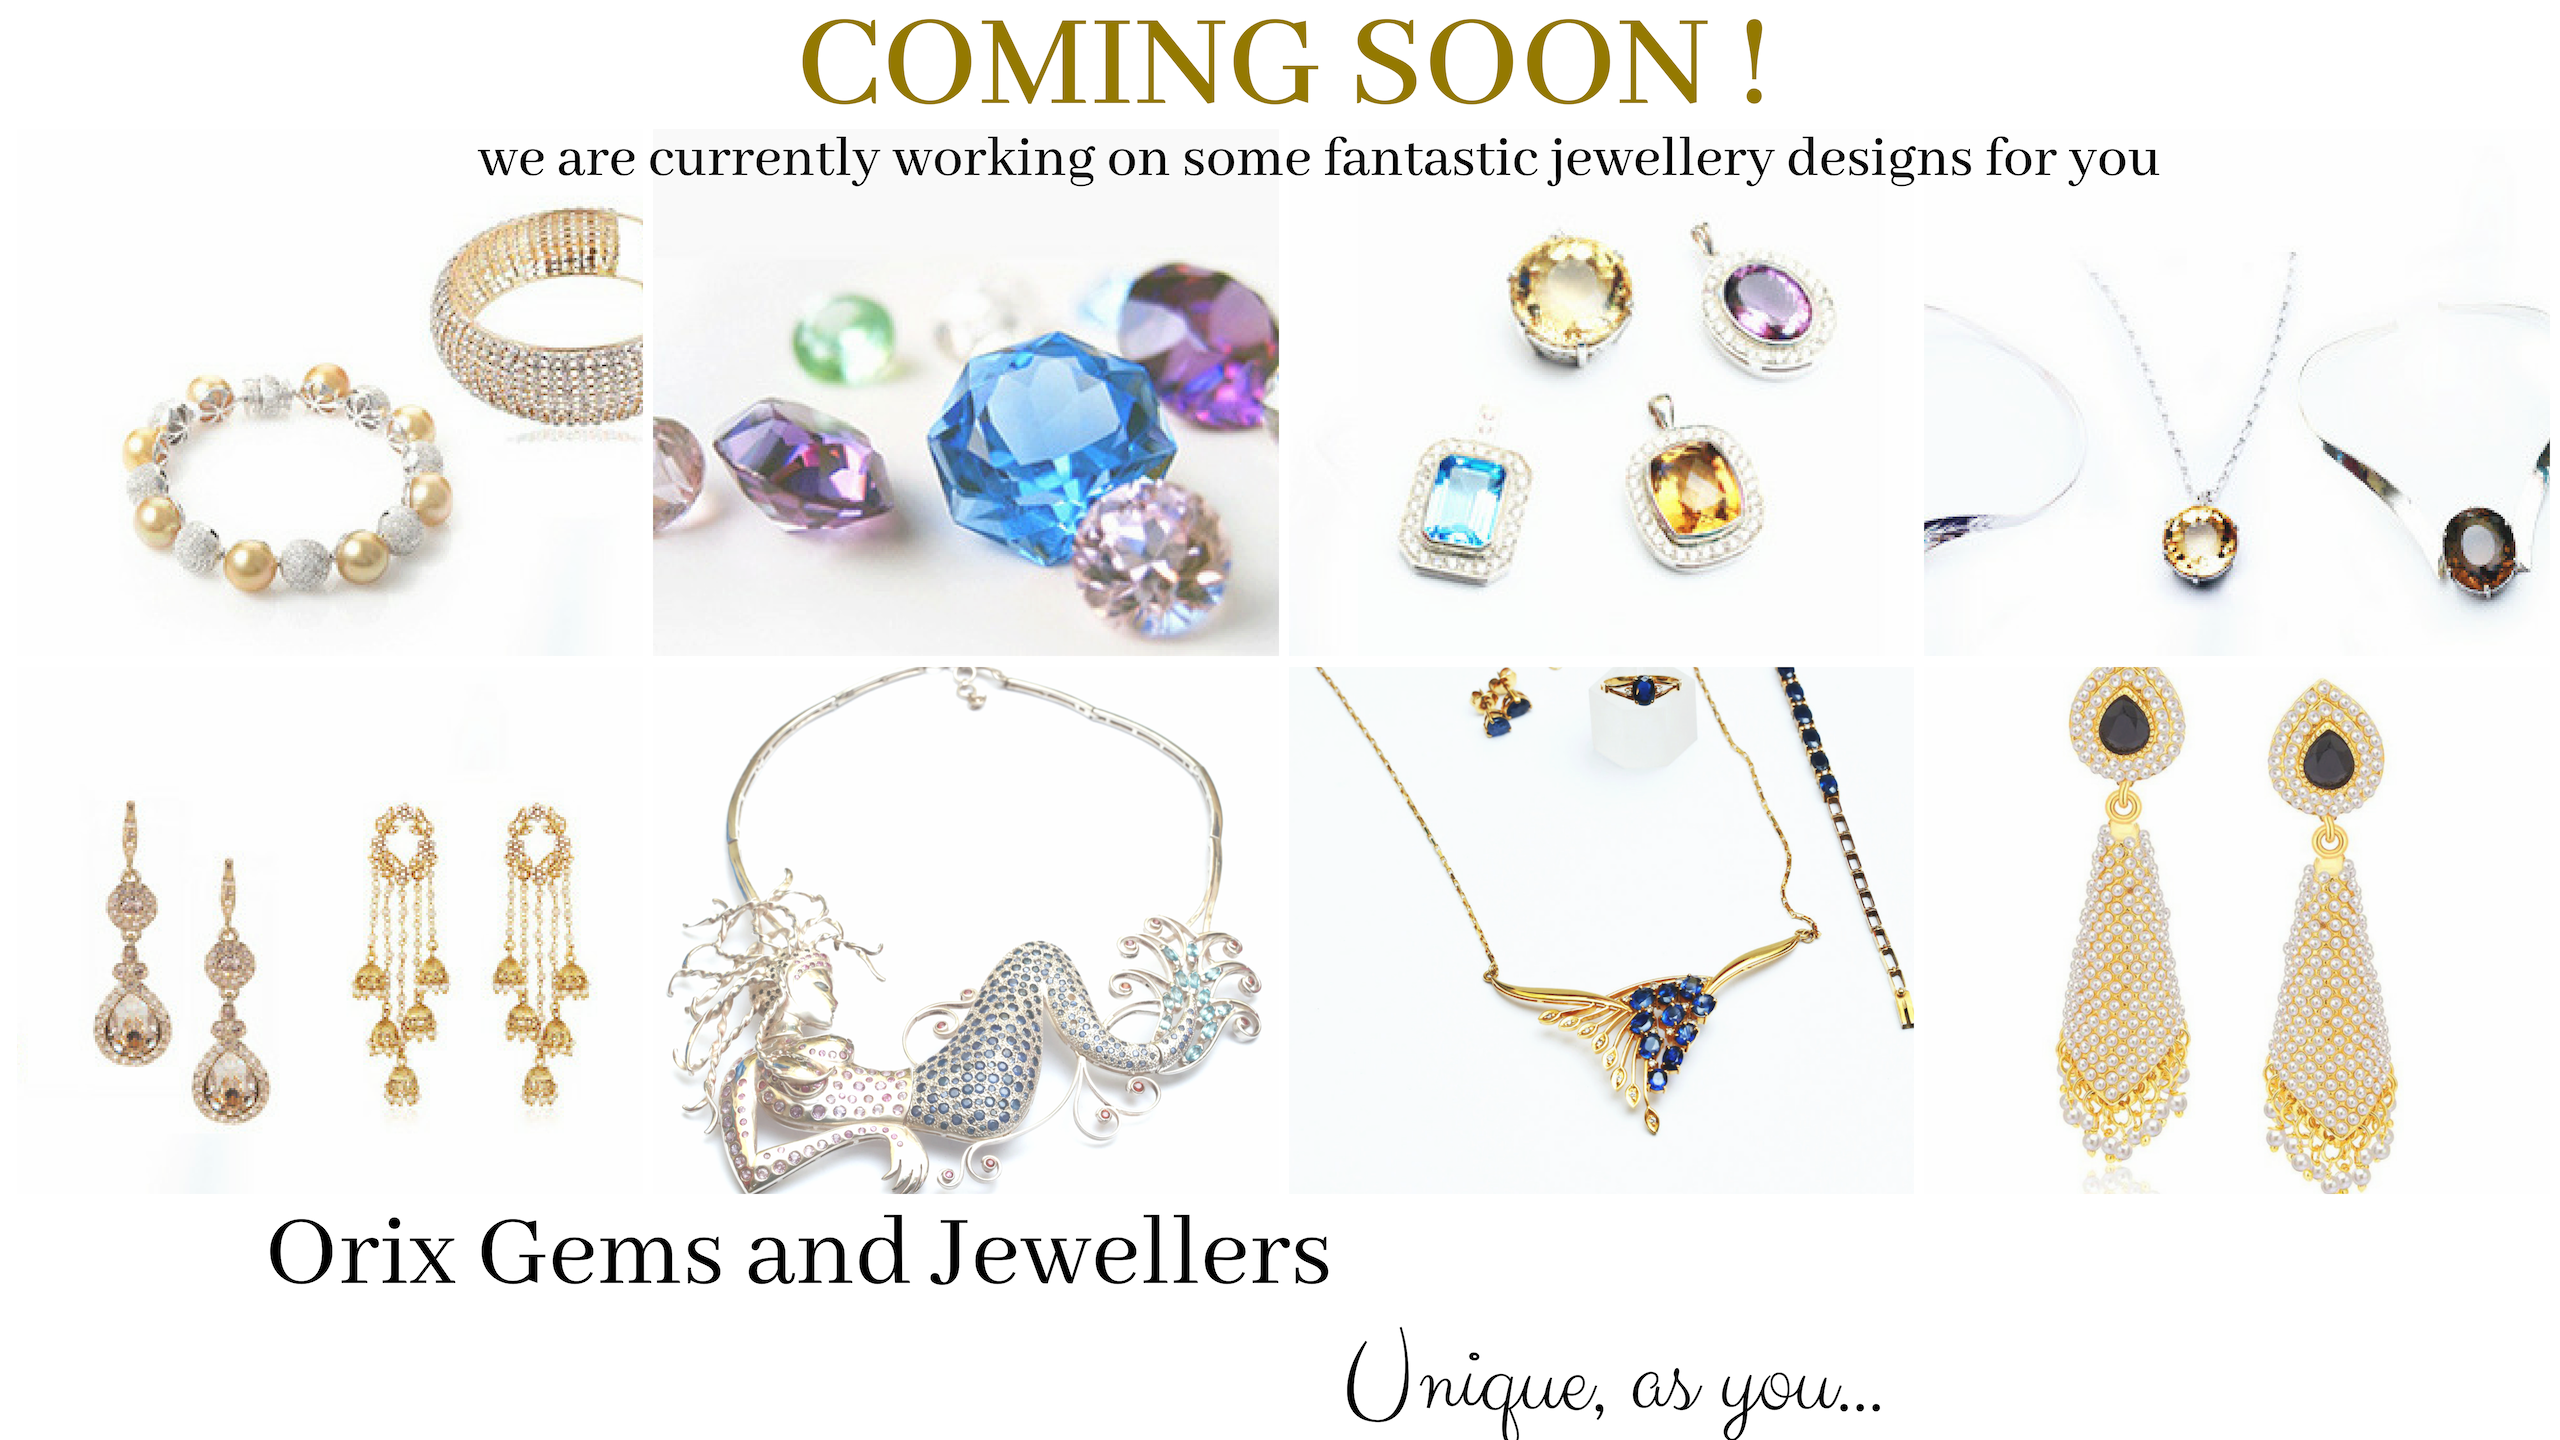 COMING SOON !
we are currently working on some fantastic jewellery designs for you
Orix Gems and Jewellers
Unique, as you...